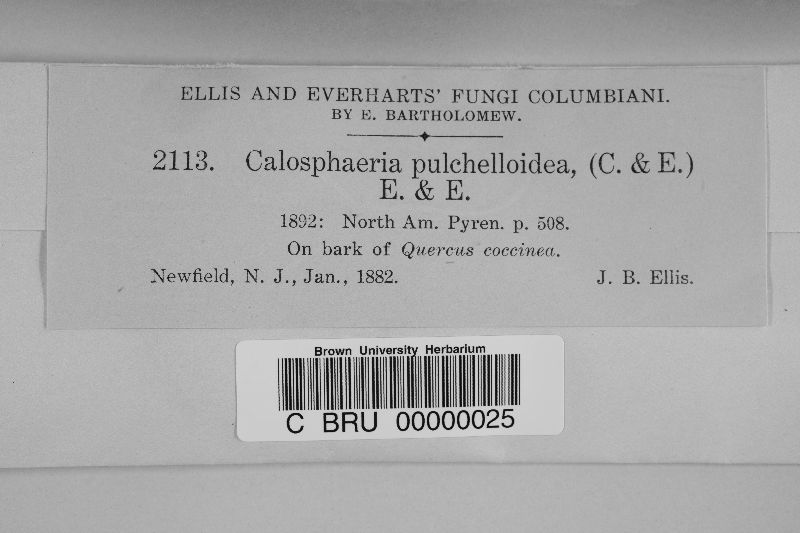 ELLIS AND EVERHARTS' FUNGI COLUMBIANI.
BY E. BARTHOLOMEW.
2113. Calosphaeria pulchelloidea, (C. & E.)
E. & E.
1892: North Am. Pyren. p. 508.
On bark of Quercus coccinea.
Newfield, N. J., Jan., 1882. J. B. Ellis.
Brown University Herbarium
C BRU 00000025